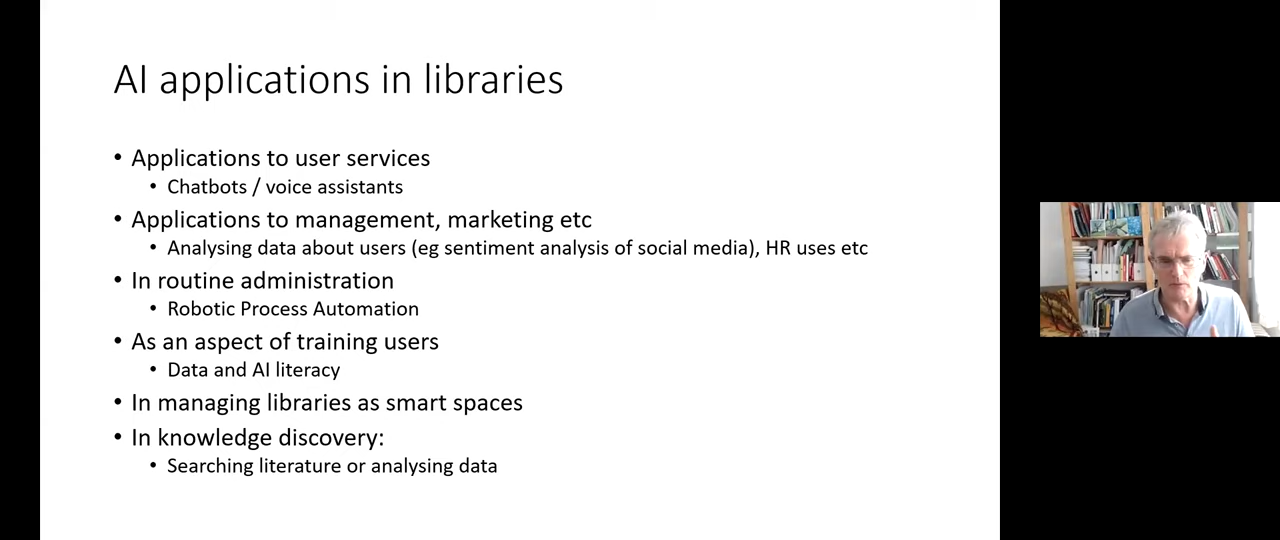 AI applications in libraries
• Applications to user services
• Chatbots / voice assistants
• Applications to management, marketing etc
• Analysing data about users (eg sentiment analysis of social media), HR uses etc
• In routine administration
• Robotic Process Automation
• As an aspect of training users
• Data and AI literacy
• In managing libraries as smart spaces
• In knowledge discovery:
• Searching literature or analysing data